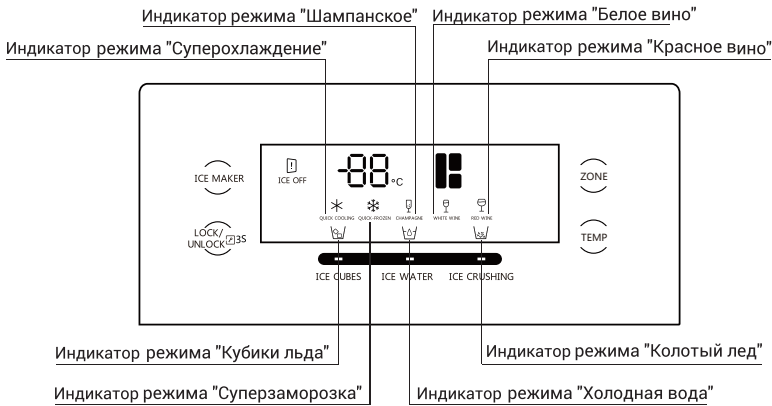 Индикатор режима "Шампанское"
Индикатор режима "Белое вино"
Индикатор режима "Суперохлаждение"
Индикатор режима "Красное вино"
ICE MAKER
ICE OFF
-88°C
ZONE
QUICK COOLING
QUICK-FROZEN
CHAMPAGNE
WHITE WINE
RED WINE
LOCK/
UNLOCK 3S
TEMP
ICE CUBES
ICE WATER
ICE CRUSHING
Индикатор режима "Кубики льда"
Индикатор режима "Колотый лед"
Индикатор режима "Суперзаморозка"
Индикатор режима "Холодная вода"